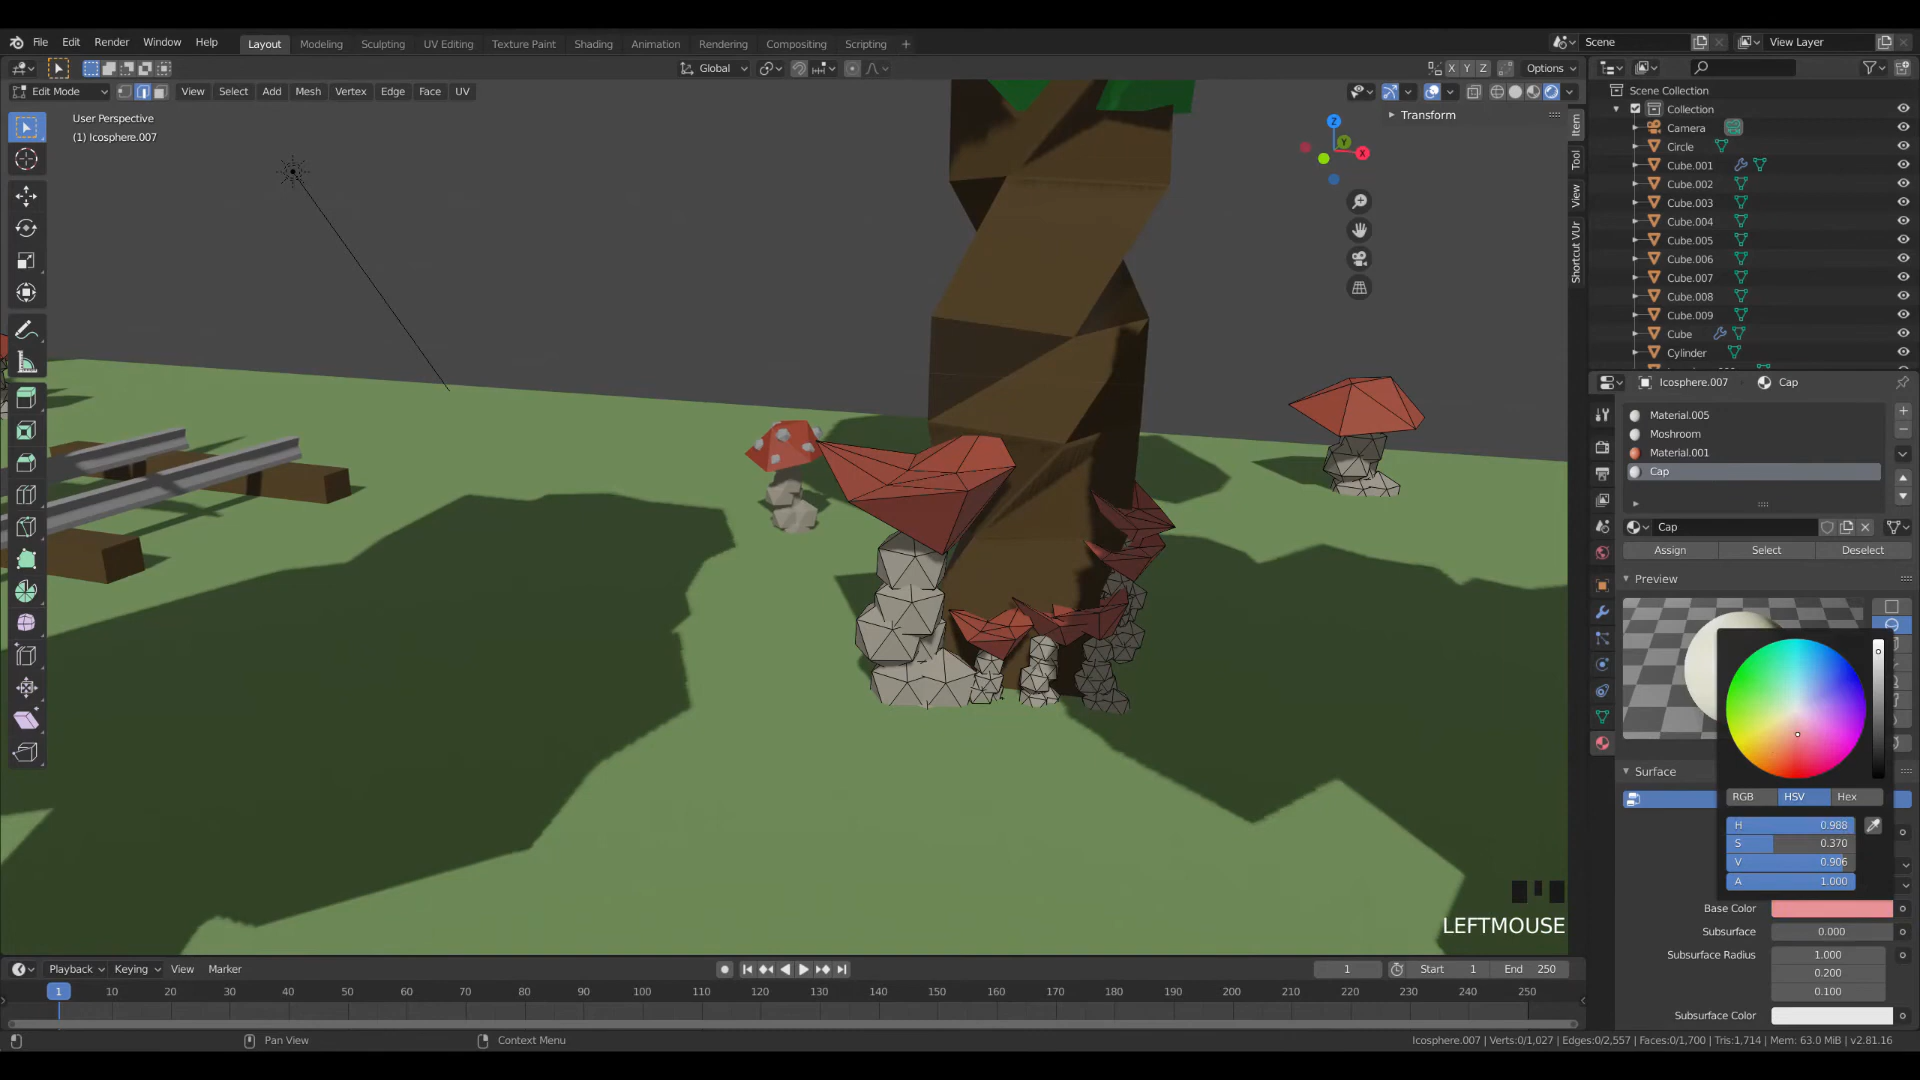 File Edit Render Window Help Layout Modeling Sculpting UV Editing Texture Paint Shading Animation Rendering Compositing Scripting + Scene View Layer
Global X Y Z Options
Edit Mode View Select Add Mesh Vertex Edge Face UV
User Perspective
(1) Icosphere.007
Transform
Z
Y
X
Item
Tool
View
Shortcut VUr
Scene Collection
Collection
Camera
Circle
Cube.001
Cube.002
Cube.003
Cube.004
Cube.005
Cube.006
Cube.007
Cube.008
Cube.009
Cube
Cylinder
Icosphere.007 Cap
Material.005
Moshroom
Material.001
Cap
Cap
Assign Select Deselect
Preview
Surface
RGB HSV Hex
H 0.988
S 0.370
V 0.906
A 1.000
Base Color
Subsurface 0.000
Subsurface Radius 1.000
0.200
0.100
Subsurface Color
LEFTMOUSE
Playback Keying View Marker 1 Start 1 End 250
1 10 20 30 40 50 60 70 80 90 100 110 120 130 140 150 160 170 180 190 200 210 220 230 240 250
Pan View Context Menu Icosphere.007 | Verts:0/1,027 | Edges:0/2,557 | Faces:0/1,700 | Tris:1,714 | Mem: 63.0 MiB | v2.81.16